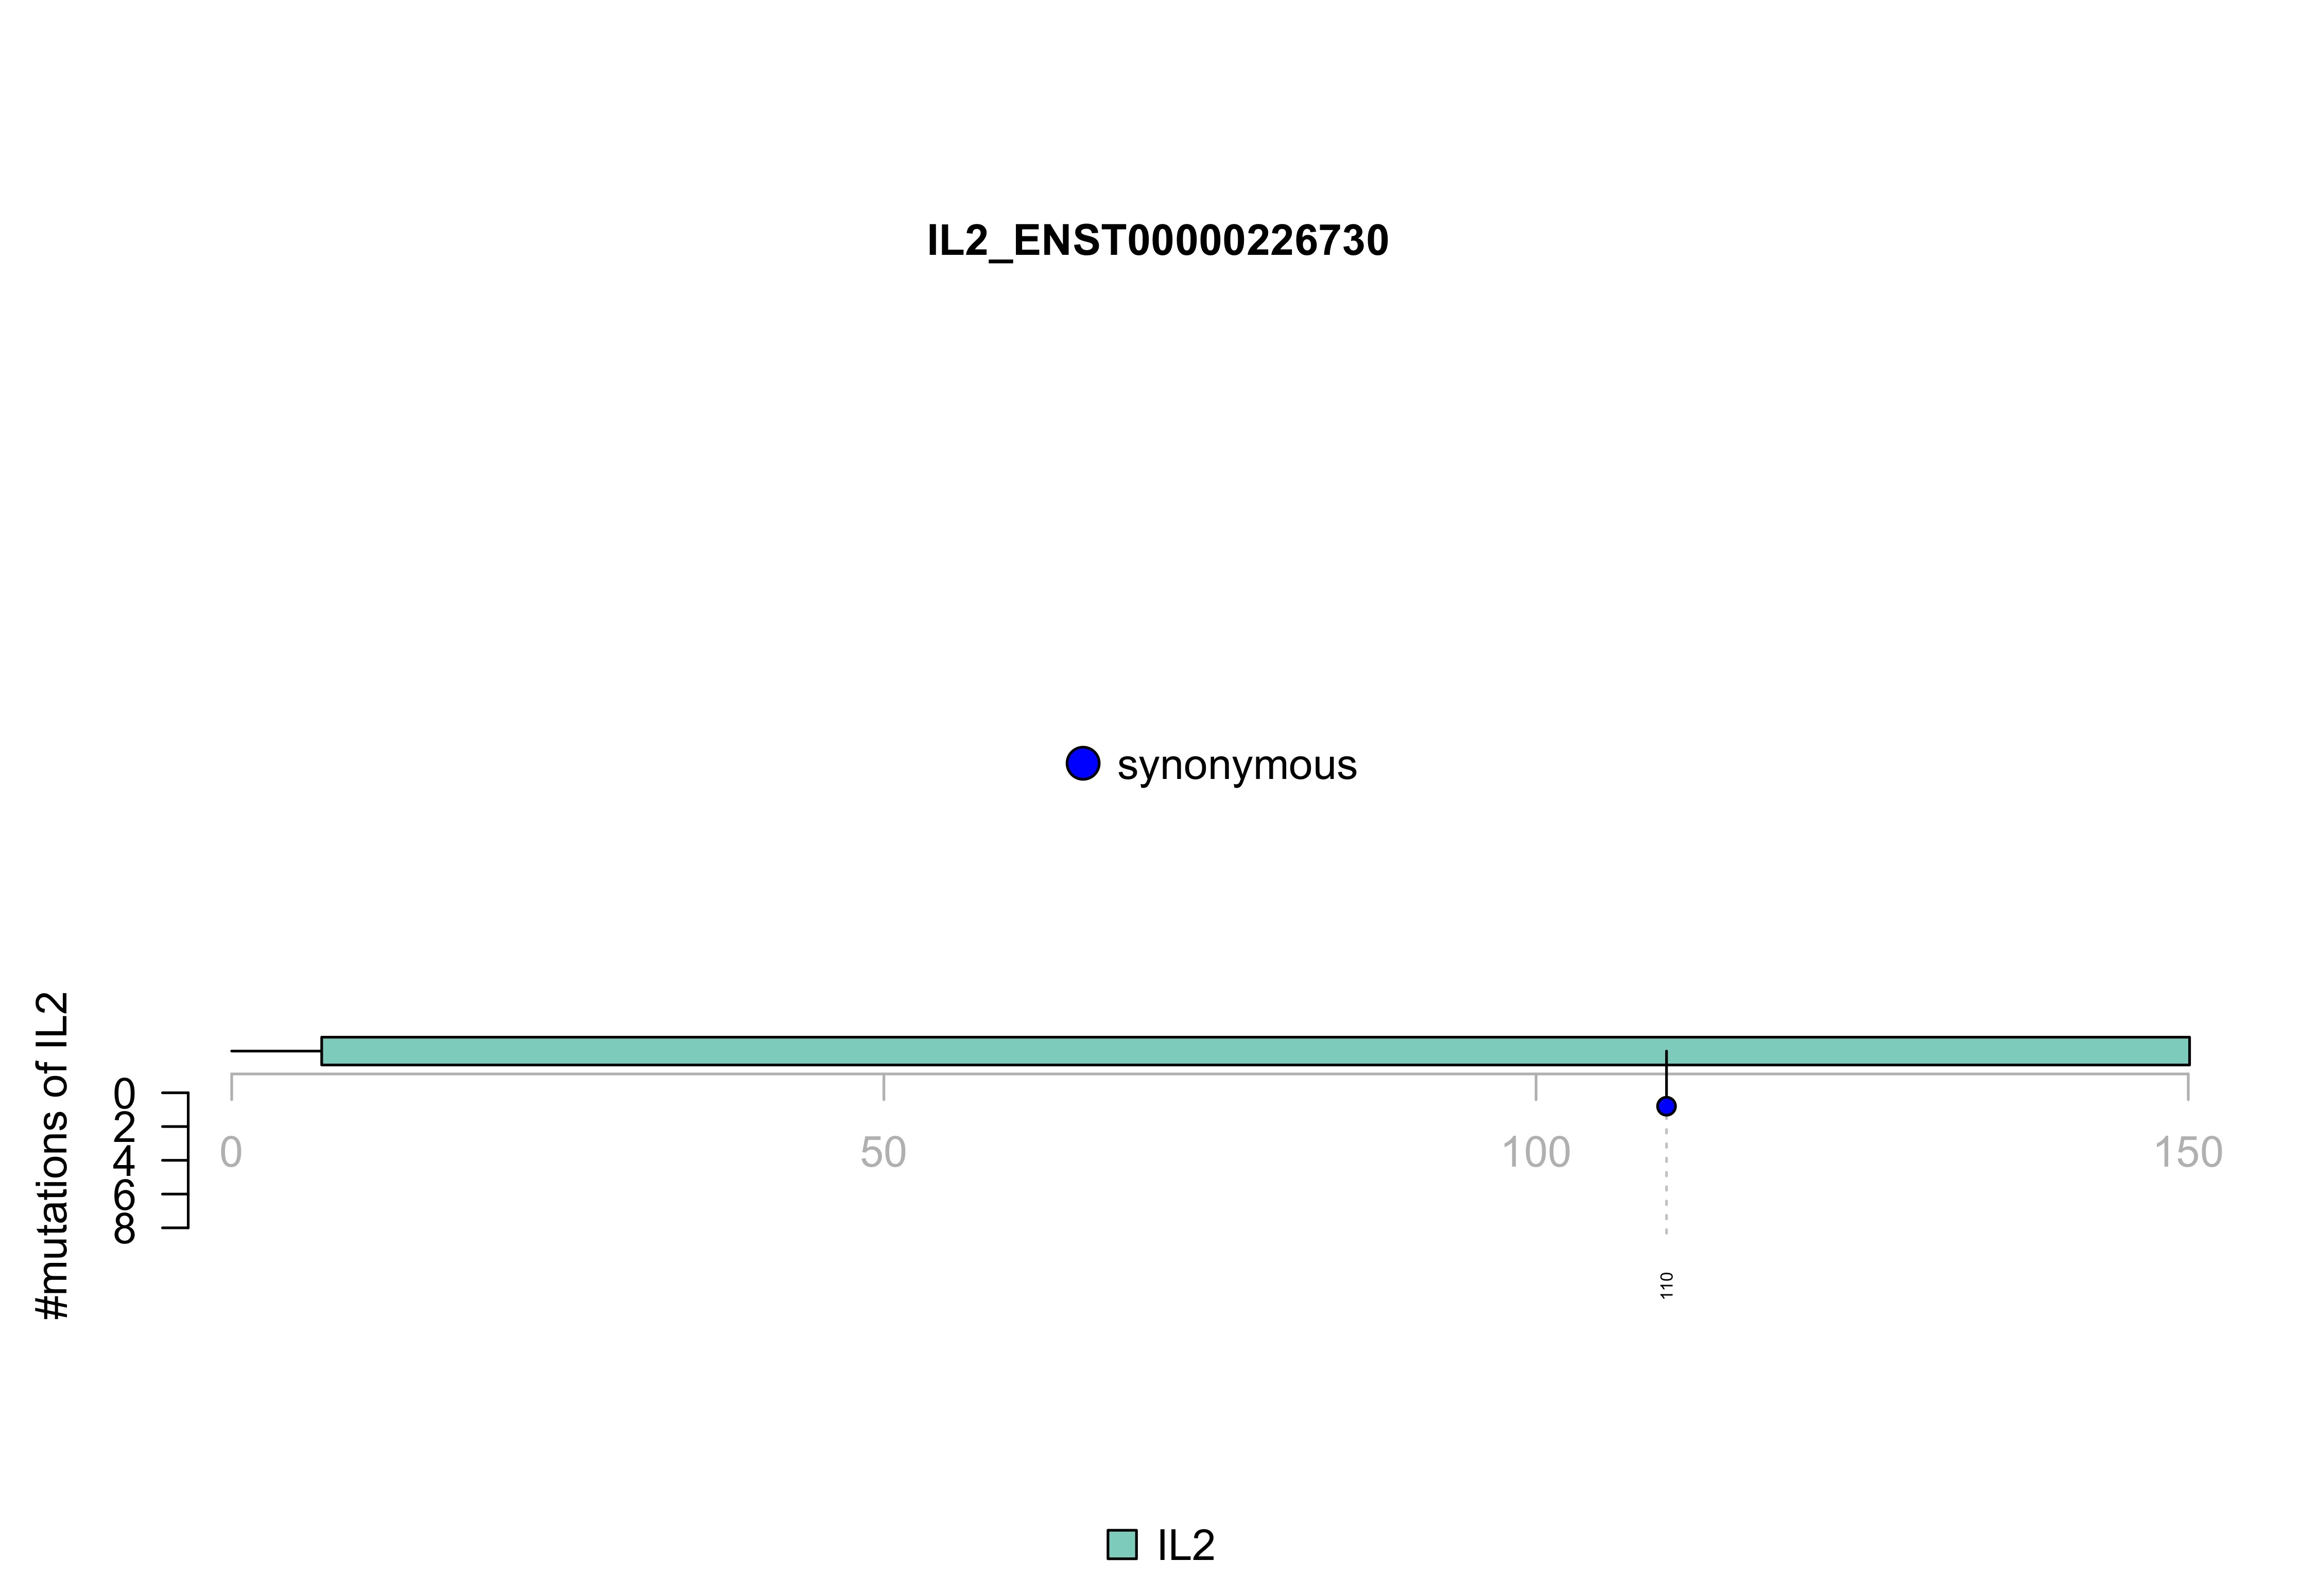 IL2_ENST00000226730
synonymous
#mutations of IL2
0
2
4
6
8
0 50 100 150
110
IL2